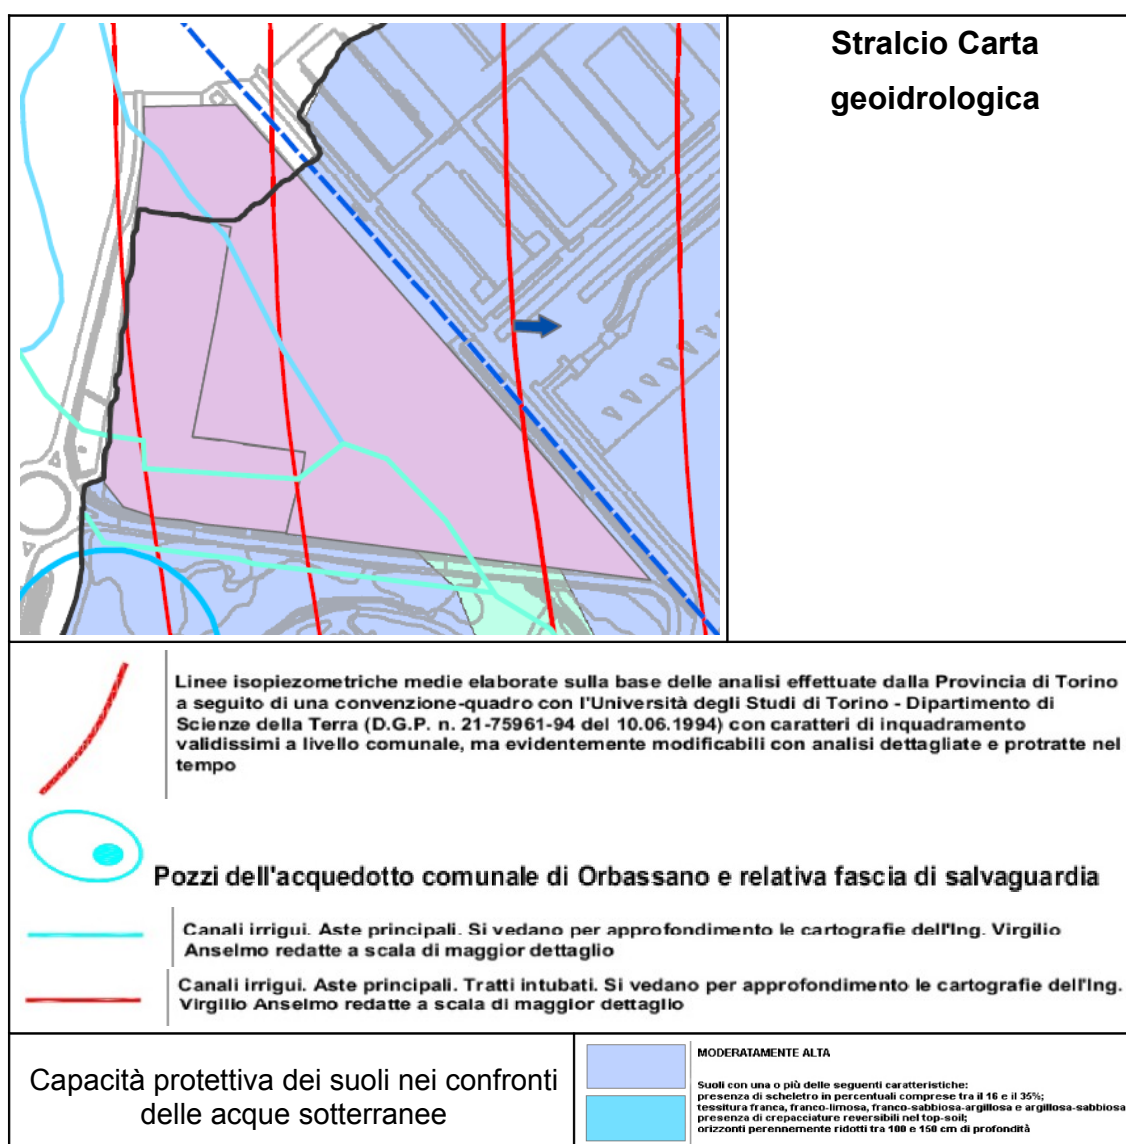 Stralcio Carta
geoidrologica
Linee isopiezometriche medie elaborate sulla base delle analisi effettuate dalla Provincia di Torino
a seguito di una convenzione-quadro con l'Università degli Studi di Torino - Dipartimento di
Scienze della Terra (D.G.P. n. 21-75961-94 del 10.06.1994) con caratteri di inquadramento
validissimi a livello comunale, ma evidentemente modificabili con analisi dettagliate e protratte nel
tempo
Pozzi dell'acquedotto comunale di Orbassano e relativa fascia di salvaguardia
Canali irrigui. Aste principali. Si vedano per approfondimento le cartografie dell'Ing. Virgilio
Anselmo redatte a scala di maggior dettaglio
Canali irrigui. Aste principali. Tratti intubati. Si vedano per approfondimento le cartografie dell'Ing.
Virgilio Anselmo redatte a scala di maggior dettaglio
Capacità protettiva dei suoli nei confronti
delle acque sotterranee
MODERATAMENTE ALTA
Suoli con una o più delle seguenti caratteristiche:
presenza di scheletro in percentuali comprese tra il 16 e il 35%;
tessitura franca, franco-limosa, franco-sabbiosa-argillosa e argillosa-sabbiosa
presenza di crepacciature reversibili nel top-soil;
orizzonti perennemente ridotti tra 100 e 150 cm di profondità